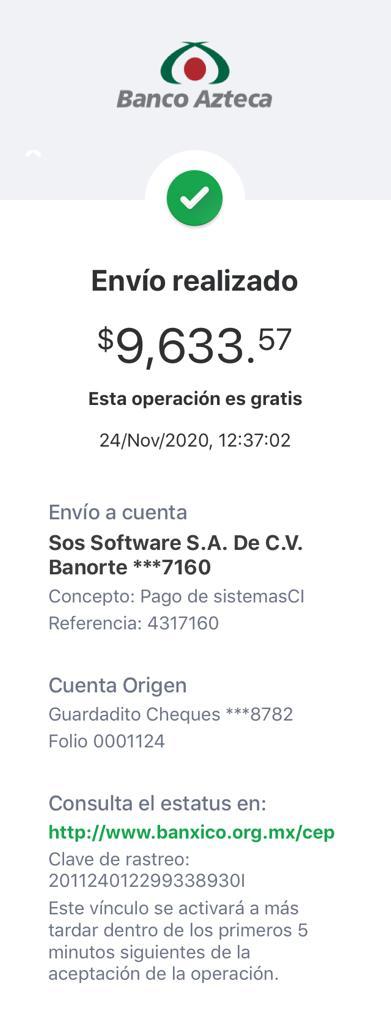 Banco Azteca
Envío realizado
$9,633.57
Esta operación es gratis
24/Nov/2020, 12:37:02
Envío a cuenta
Sos Software S.A. De C.V.
Banorte ***7160
Concepto: Pago de sistemasCI
Referencia: 4317160
Cuenta Origen
Guardadito Cheques ***8782
Folio 0001124
Consulta el estatus en:
http://www.banxico.org.mx/cep
Clave de rastreo:
201124012299338930I
Este vínculo se activará a más
tardar dentro de los primeros 5
minutos siguientes de la
aceptación de la operación.